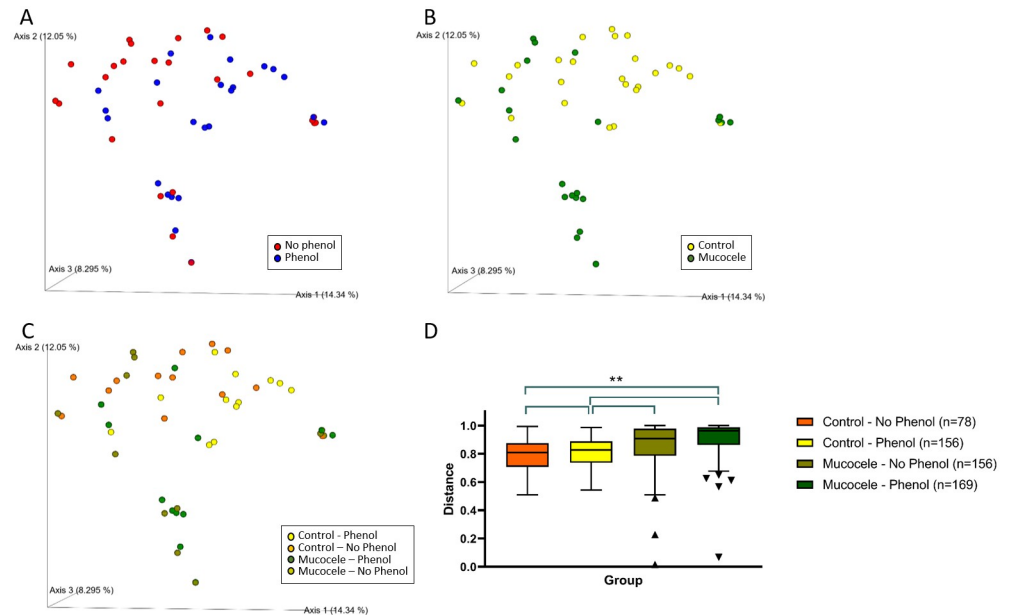 A
Axis 2 (12.05 %)
No phenol
Phenol
Axis 3 (8.295 %)
Axis 1 (14.34 %)
B
Axis 2 (12.05 %)
Control
Mucocele
Axis 3 (8.295 %)
Axis 1 (14.34 %)
C
Axis 2 (12.05 %)
Control - Phenol
Control – No Phenol
Mucocele – Phenol
Mucocele – No Phenol
Axis 3 (8.295 %)
Axis 1 (14.34 %)
D
**
1.0
0.8
0.6
0.4
0.2
0.0
Distance
Group
Control - No Phenol (n=78)
Control - Phenol (n=156)
Mucocele - No Phenol (n=156)
Mucocele - Phenol (n=169)